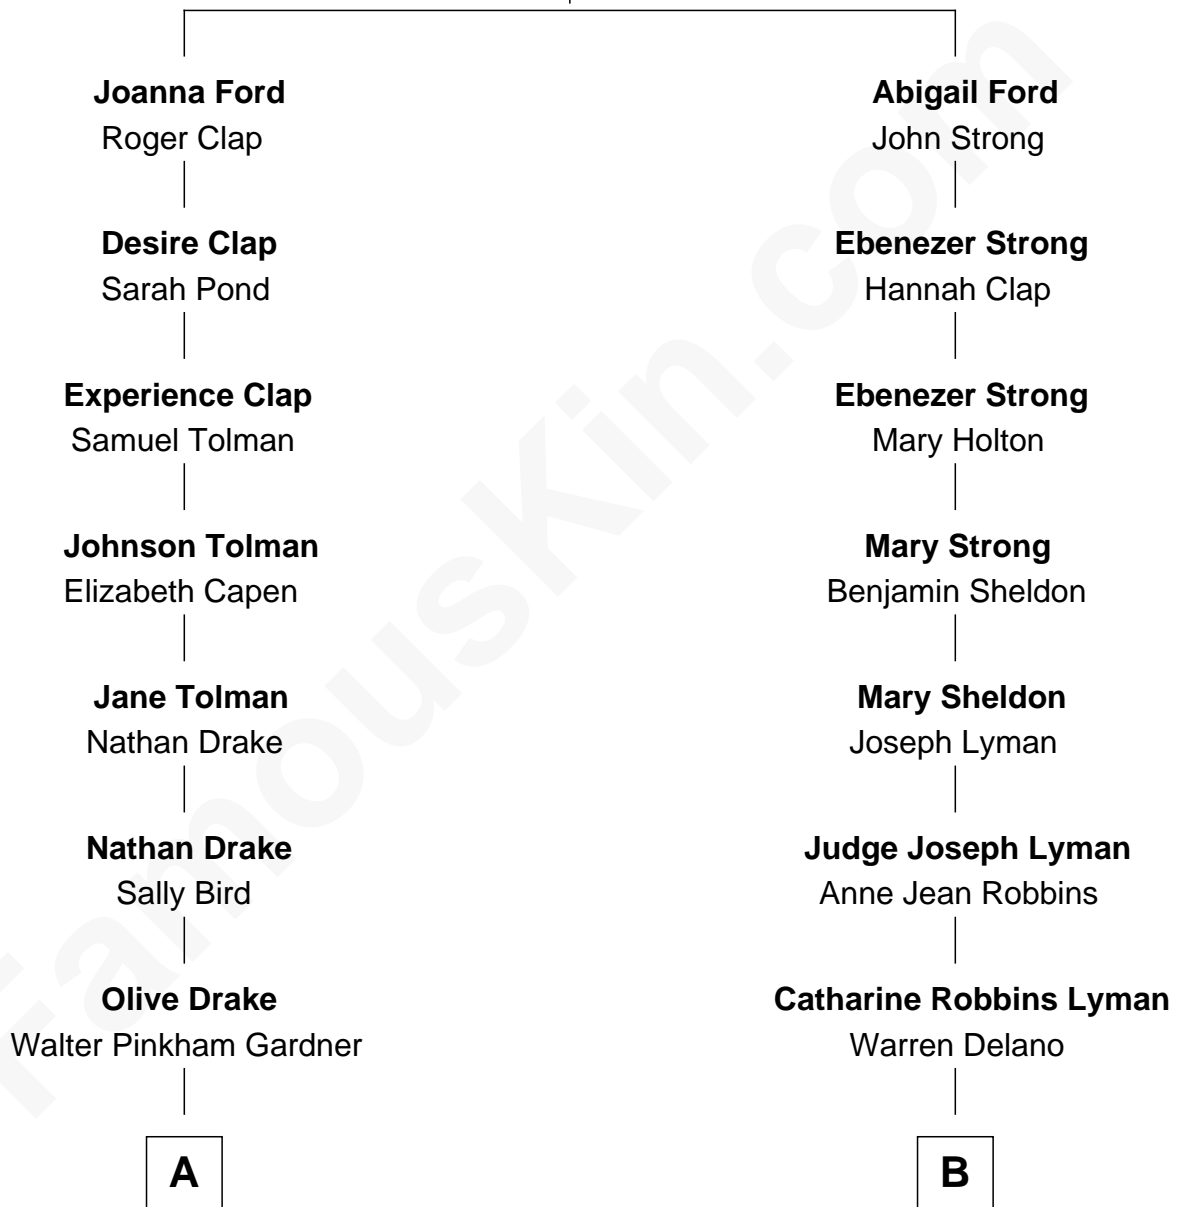 Joanna Ford
Roger Clap
Abigail Ford
John Strong
Desire Clap
Sarah Pond
Ebenezer Strong
Hannah Clap
Experience Clap
Samuel Tolman
Ebenezer Strong
Mary Holton
Johnson Tolman
Elizabeth Capen
Mary Strong
Benjamin Sheldon
Jane Tolman
Nathan Drake
Mary Sheldon
Joseph Lyman
Nathan Drake
Sally Bird
Judge Joseph Lyman
Anne Jean Robbins
Olive Drake
Walter Pinkham Gardner
Catharine Robbins Lyman
Warren Delano
A
B
FamousKin.com